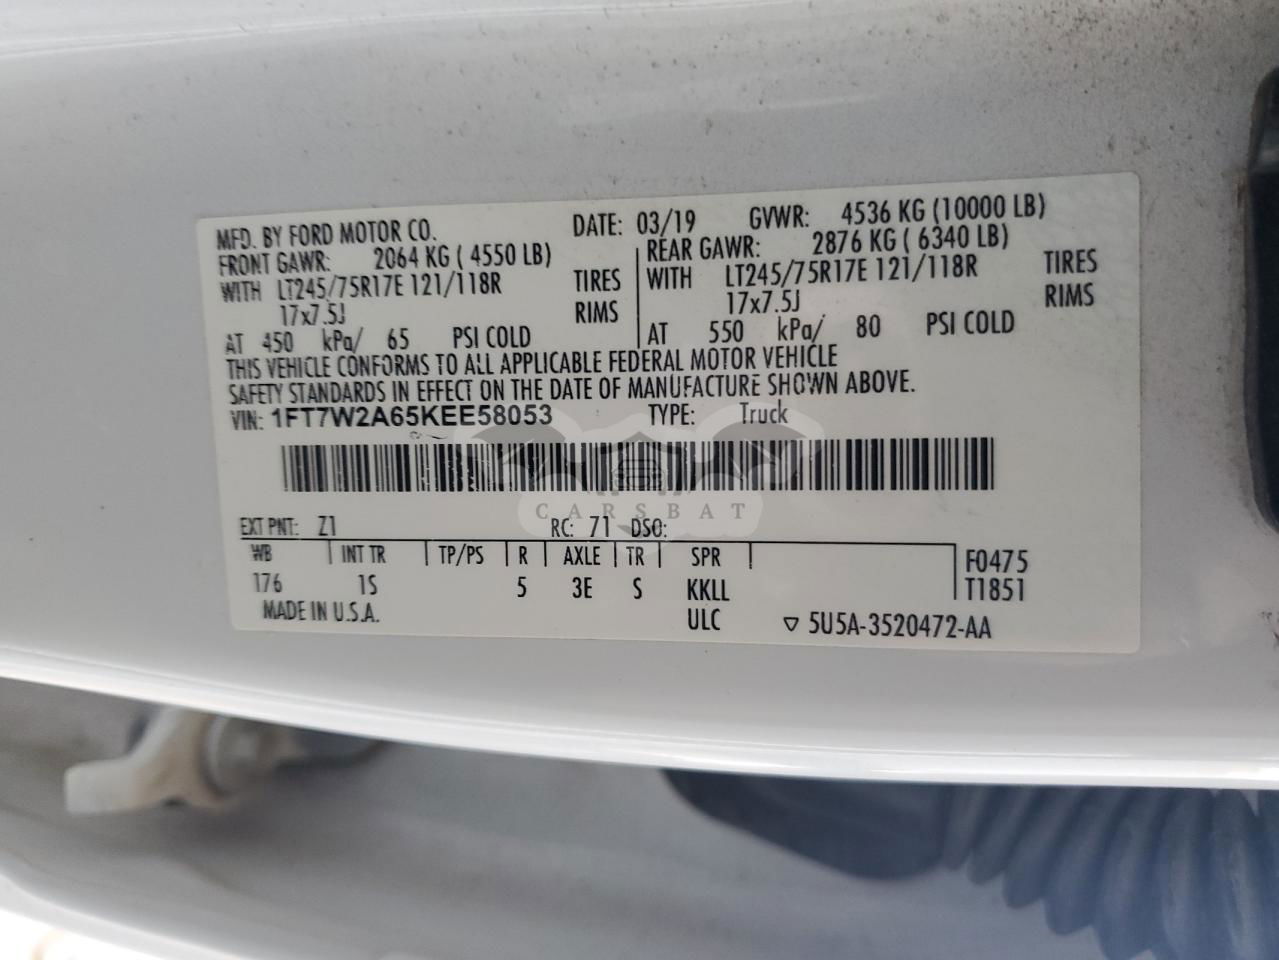 MFD. BY FORD MOTOR CO. DATE: 03/19 GVWR: 4536 KG (10000 LB)
FRONT GAWR: 2064 KG ( 4550 LB) REAR GAWR: 2876 KG ( 6340 LB)
WITH LT245/75R17E 121/118R TIRES WITH LT245/75R17E 121/118R TIRES
17x7.5J RIMS 17x7.5J RIMS
AT 450 kPa/ 65 PSI COLD AT 550 kPa/ 80 PSI COLD
THIS VEHICLE CONFORMS TO ALL APPLICABLE FEDERAL MOTOR VEHICLE
SAFETY STANDARDS IN EFFECT ON THE DATE OF MANUFACTURE SHOWN ABOVE.
VIN: 1FT7W2A65KEE58053 TYPE: Truck
CARSBAT
EXT PNT: Z1 RC: 71 DSO:
WB INT TR TP/PS R AXLE TR SPR F0475
176 1S 5 3E S KKLL T1851
MADE IN U.S.A. ULC ▽ 5U5A-3520472-AA